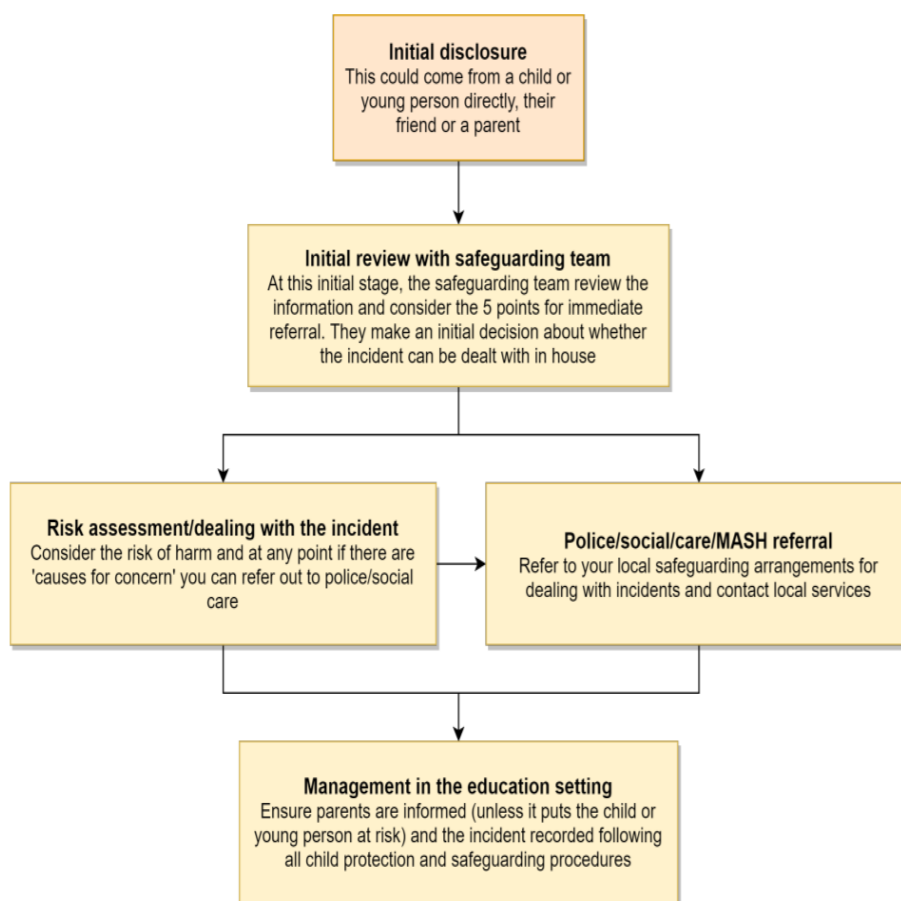 Initial disclosure
This could come from a child or
young person directly, their
friend or a parent
Initial review with safeguarding team
At this initial stage, the safeguarding team review the
information and consider the 5 points for immediate
referral. They make an initial decision about whether
the incident can be dealt with in house
Risk assessment/dealing with the incident
Consider the risk of harm and at any point if there are
'causes for concern' you can refer out to police/social
care
Police/social/care/MASH referral
Refer to your local safeguarding arrangements for
dealing with incidents and contact local services
Management in the education setting
Ensure parents are informed (unless it puts the child or
young person at risk) and the incident recorded following
all child protection and safeguarding procedures